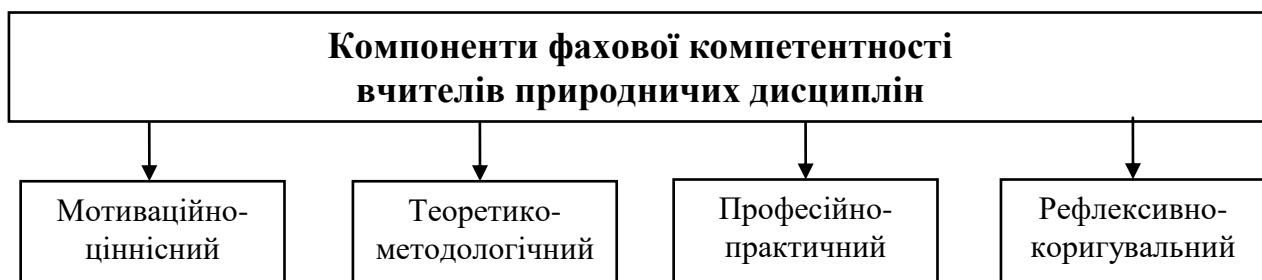 Компоненти фахової компетентності
вчителів природничих дисциплін
Мотиваційно-
ціннісний
Теоретико-
методологічний
Професійно-
практичний
Рефлексивно-
коригувальний